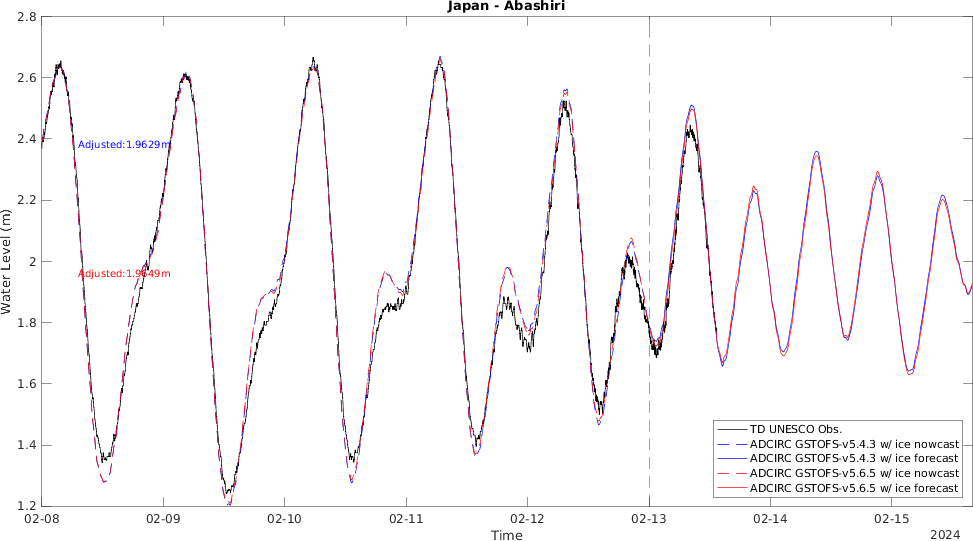 Japan - Abashiri
2.8
2.6
2.4
2.2
2
1.8
1.6
1.4
1.2
Water Level (m)
Adjusted:1.9629m
Adjusted:1.9649m
TD UNESCO Obs.
ADCIRC GSTOFS-v5.4.3 w/ ice nowcast
ADCIRC GSTOFS-v5.4.3 w/ ice forecast
ADCIRC GSTOFS-v5.6.5 w/ ice nowcast
ADCIRC GSTOFS-v5.6.5 w/ ice forecast
02-08 02-09 02-10 02-11 02-12 02-13 02-14 02-15
Time
2024